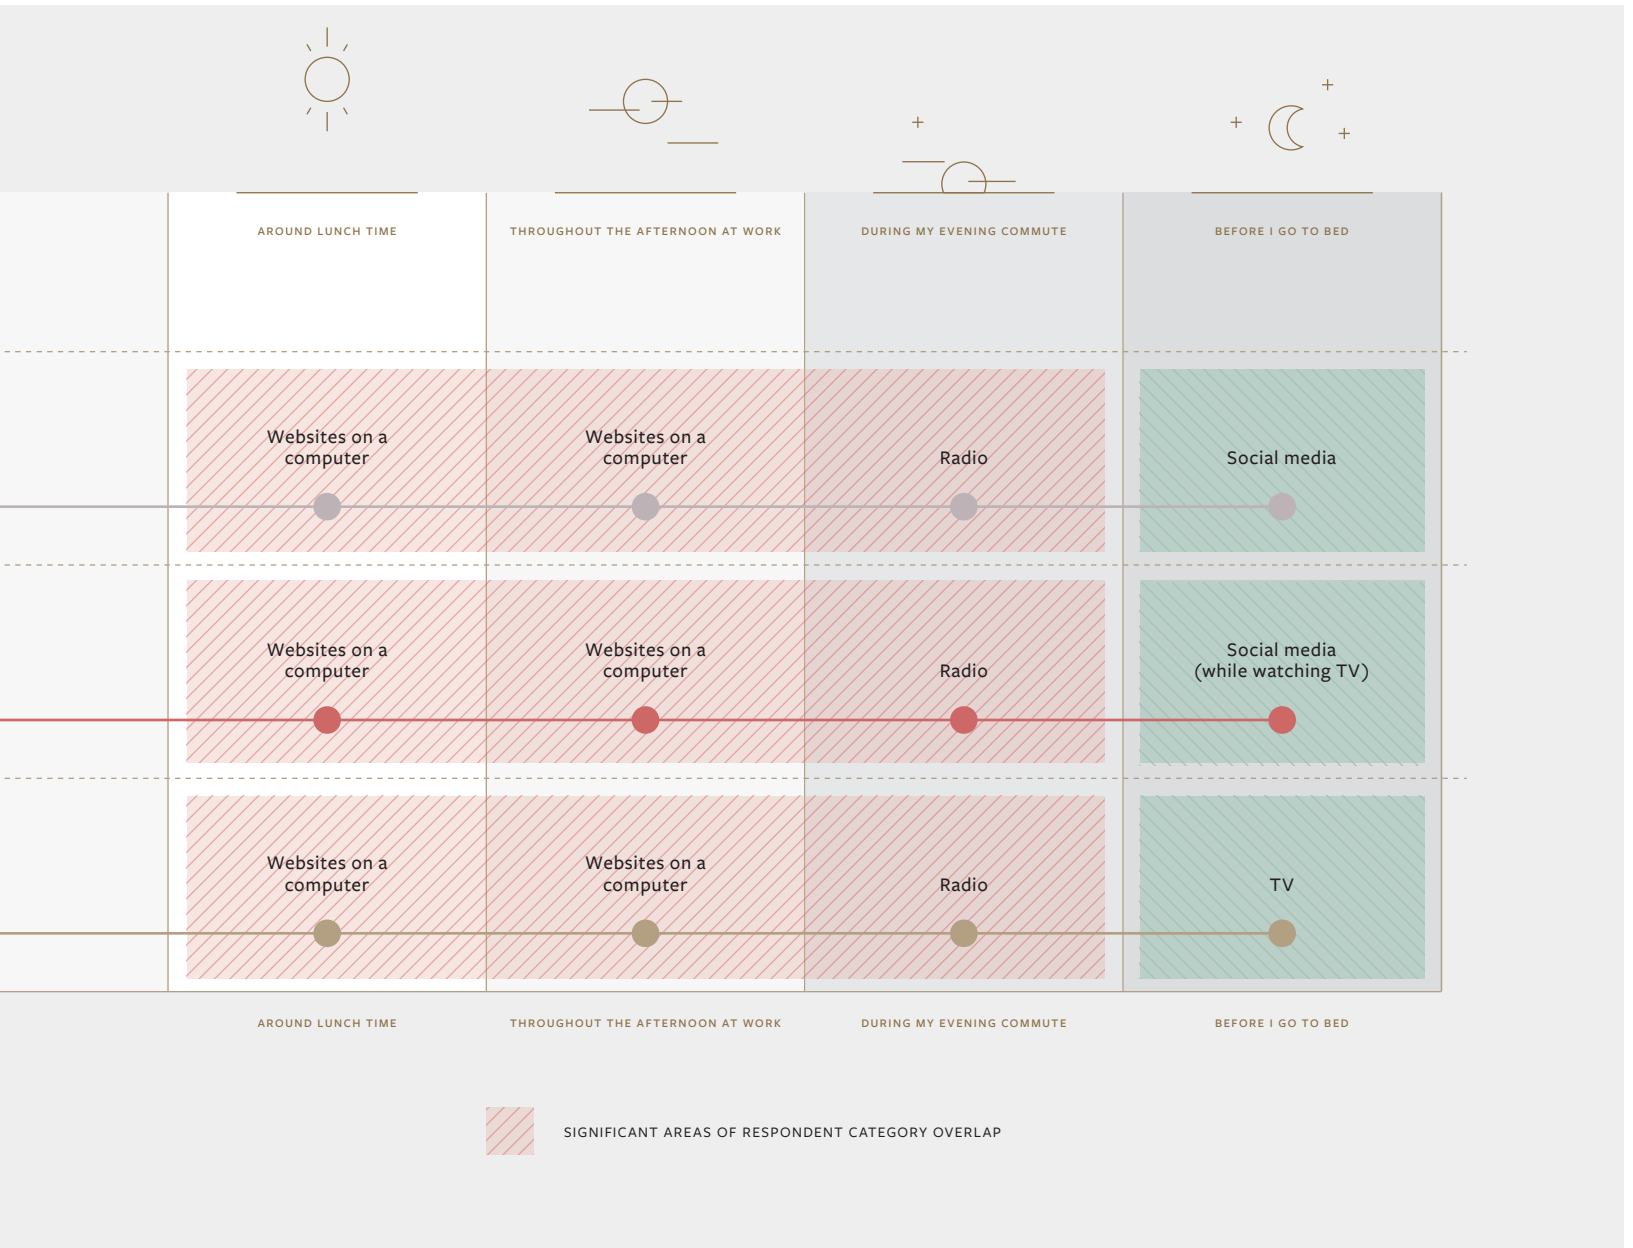 AROUND LUNCH TIME
THROUGHOUT THE AFTERNOON AT WORK
DURING MY EVENING COMMUTE
BEFORE I GO TO BED
Websites on a
computer
Websites on a
computer
Radio
Social media
Websites on a
computer
Websites on a
computer
Radio
Social media
(while watching TV)
Websites on a
computer
Websites on a
computer
Radio
TV
AROUND LUNCH TIME
THROUGHOUT THE AFTERNOON AT WORK
DURING MY EVENING COMMUTE
BEFORE I GO TO BED
SIGNIFICANT AREAS OF RESPONDENT CATEGORY OVERLAP